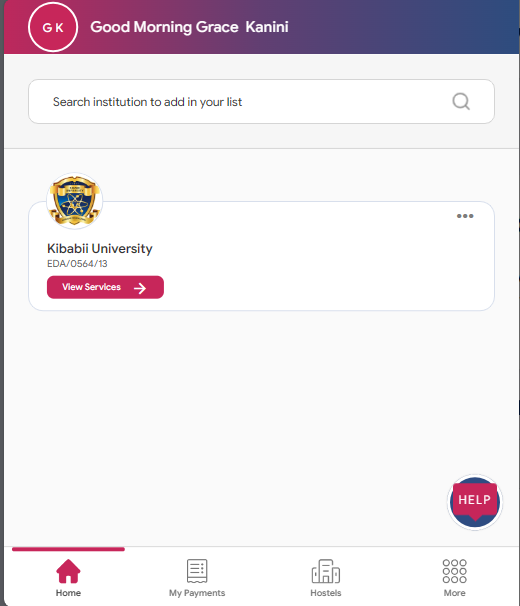 G K
Good Morning Grace Kanini
Search institution to add in your list
Kibabii University
EDA/0564/13
View Services
HELP
Home
My Payments
Hostels
More